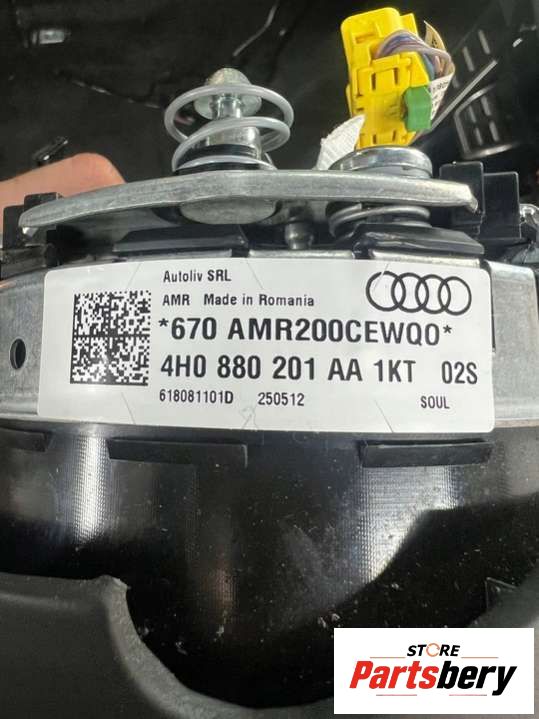 Autoliv SRL
AMR Made in Romania
*670 AMR200CEWQ0*
4H0 880 201 AA 1KT 02S
618081101D 250512 SOUL
STORE
Partsbery